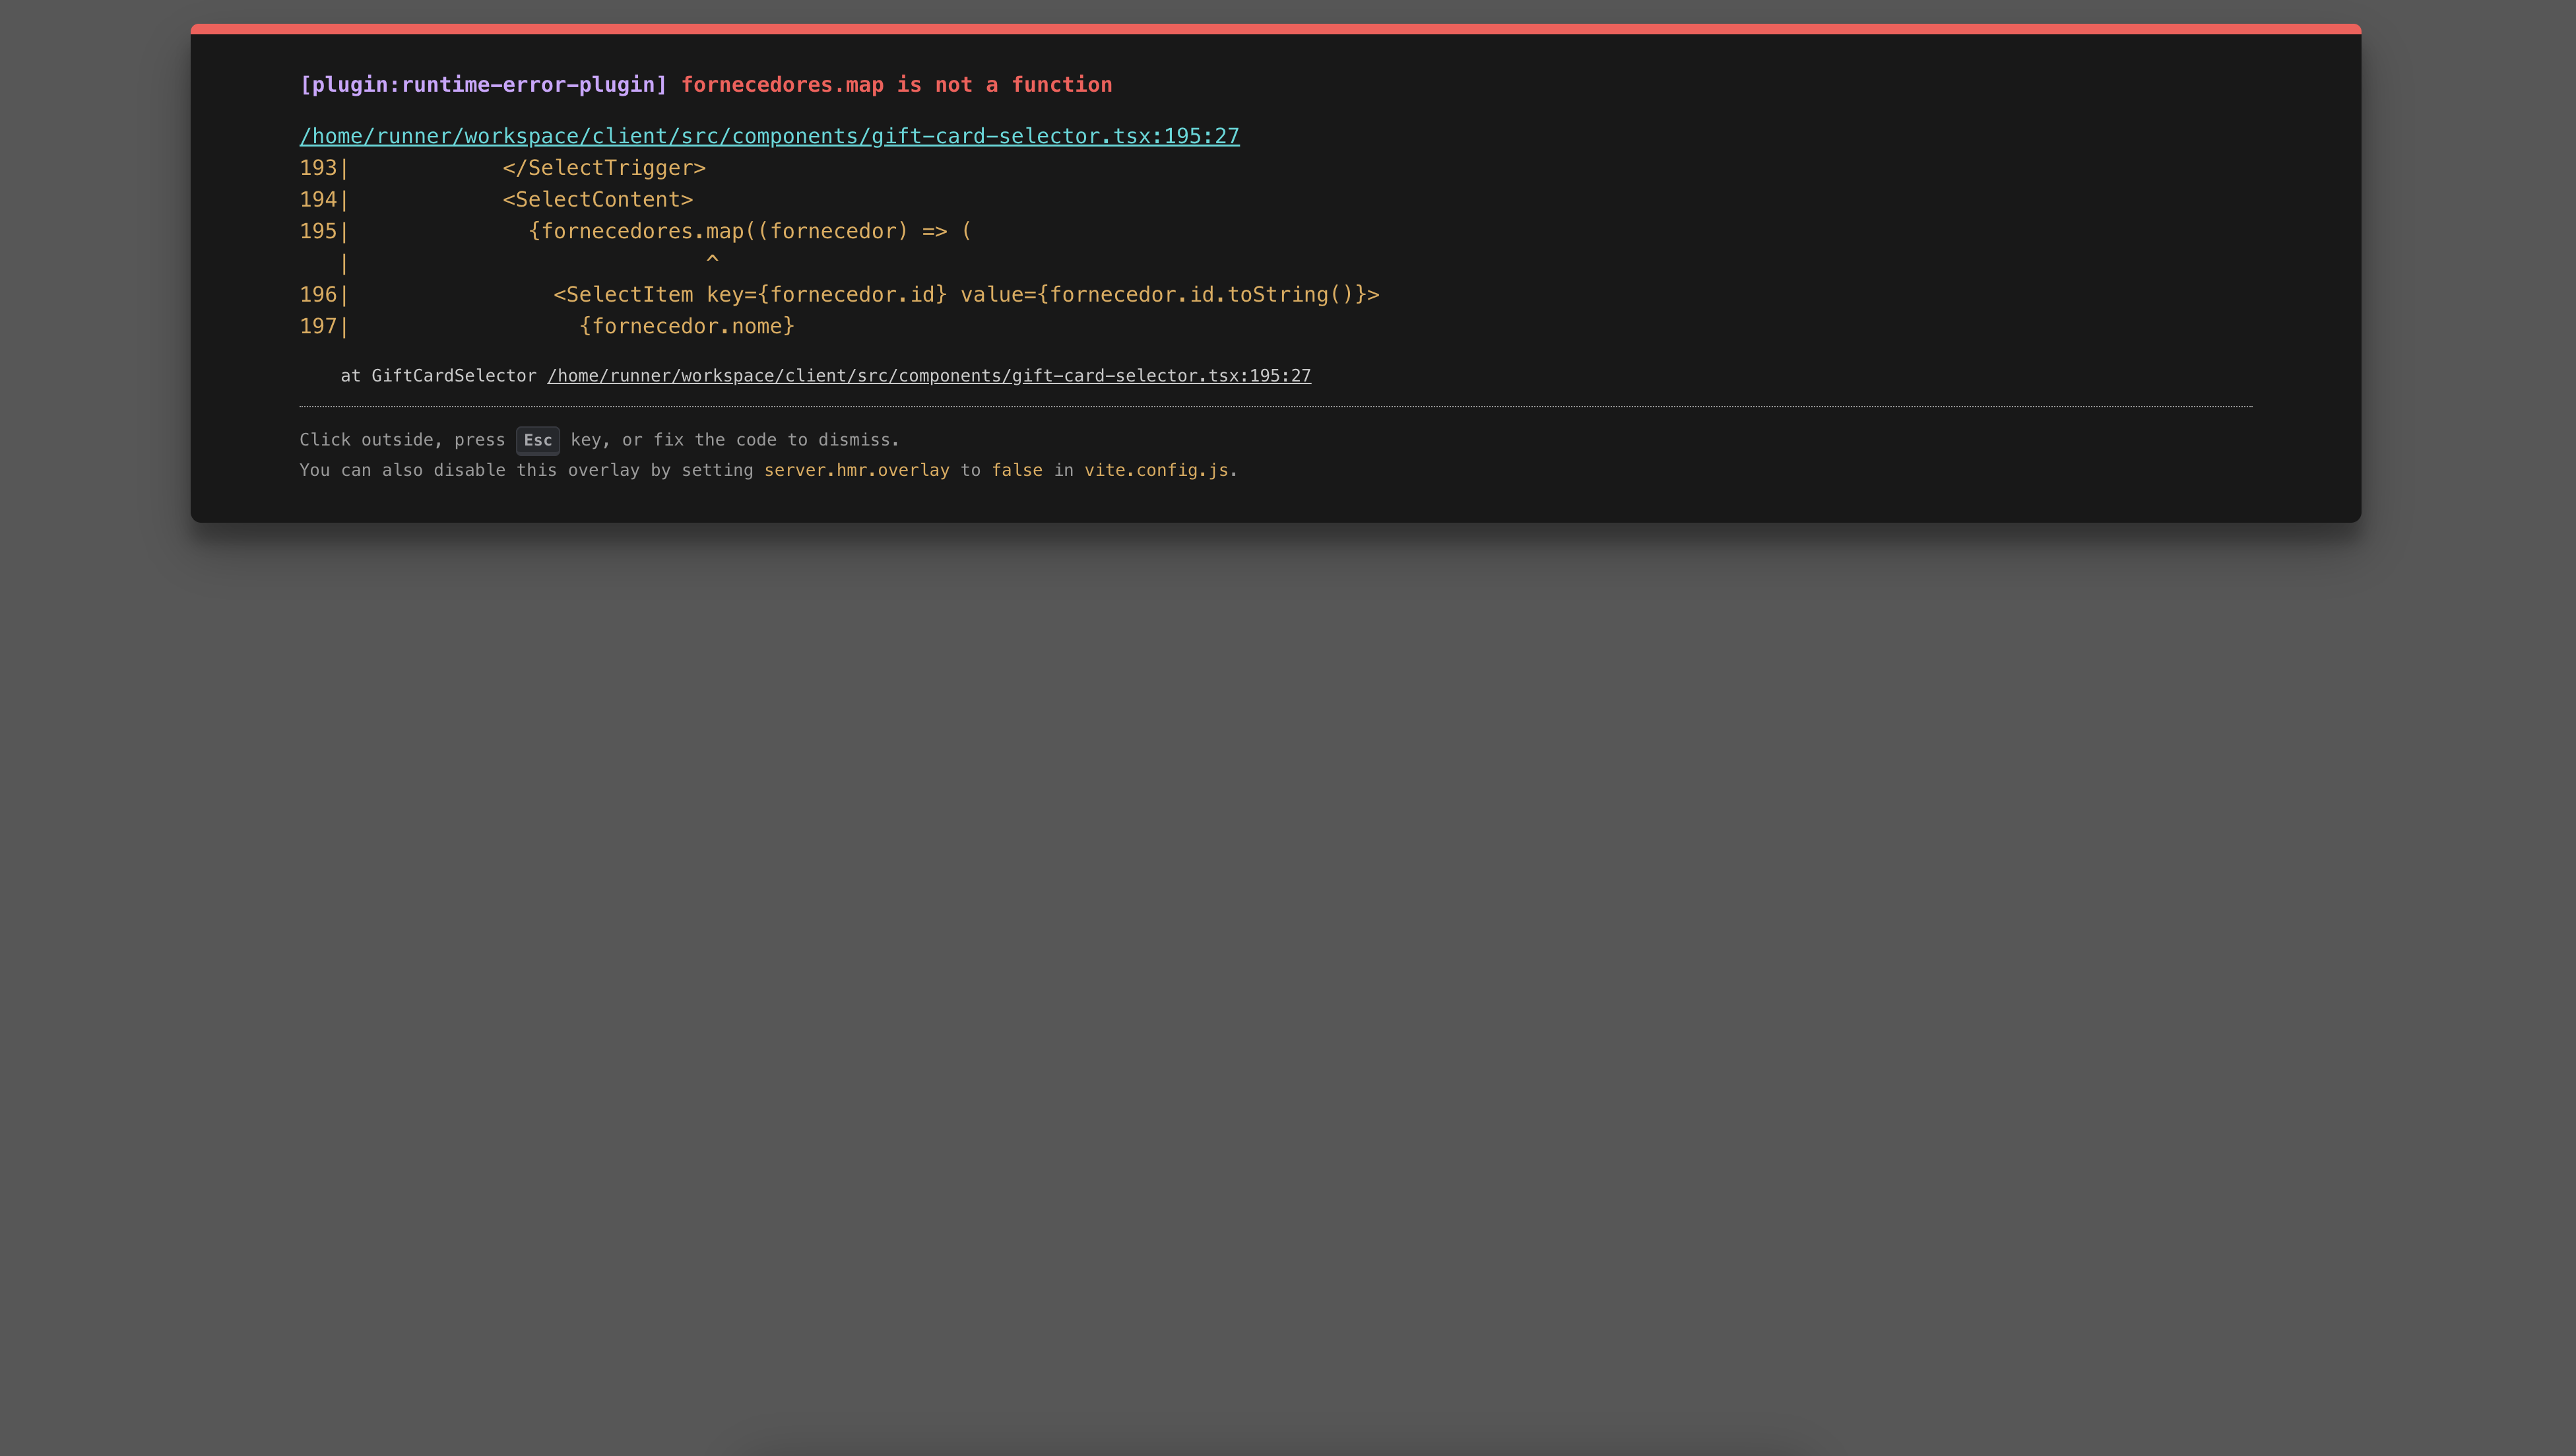 [plugin:runtime-error-plugin] fornecedores.map is not a function
/home/runner/workspace/client/src/components/gift-card-selector.tsx:195:27
193|            </SelectTrigger>
194|            <SelectContent>
195|              {fornecedores.map((fornecedor) => (
   |                            ^
196|                <SelectItem key={fornecedor.id} value={fornecedor.id.toString()}>
197|                  {fornecedor.nome}
    at GiftCardSelector /home/runner/workspace/client/src/components/gift-card-selector.tsx:195:27
Click outside, press Esc key, or fix the code to dismiss.
You can also disable this overlay by setting server.hmr.overlay to false in vite.config.js.